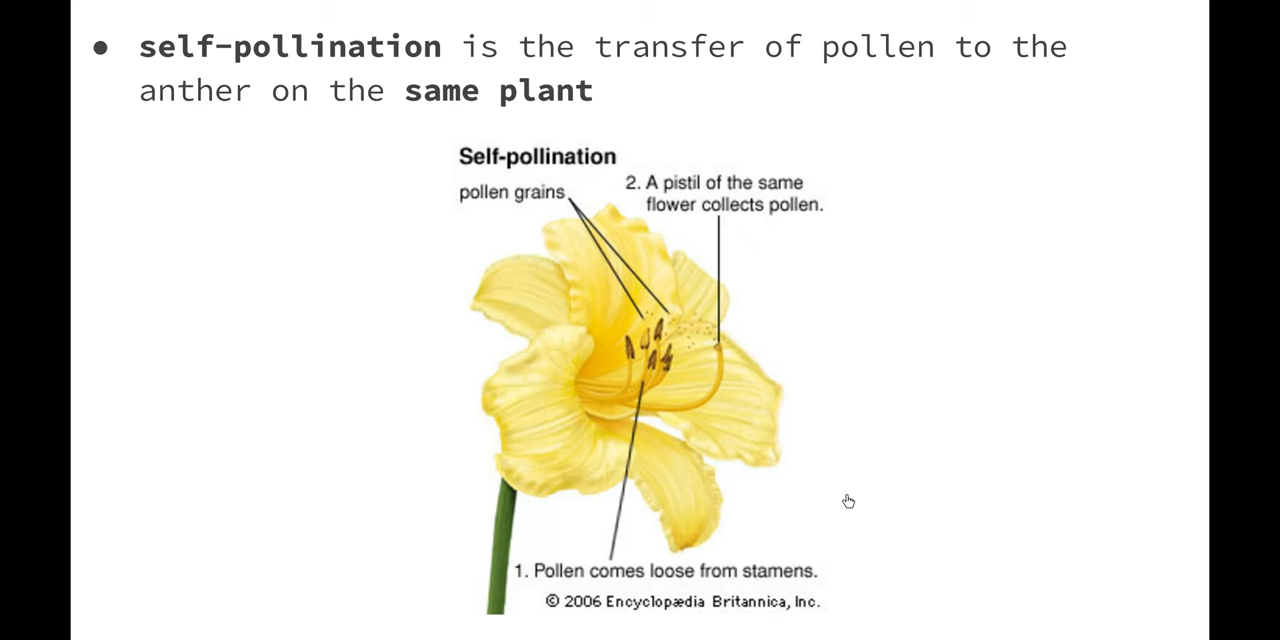 ● self-pollination is the transfer of pollen to the
anther on the same plant
Self-pollination
pollen grains
2. A pistil of the same
flower collects pollen.
1. Pollen comes loose from stamens.
© 2006 Encyclopædia Britannica, Inc.